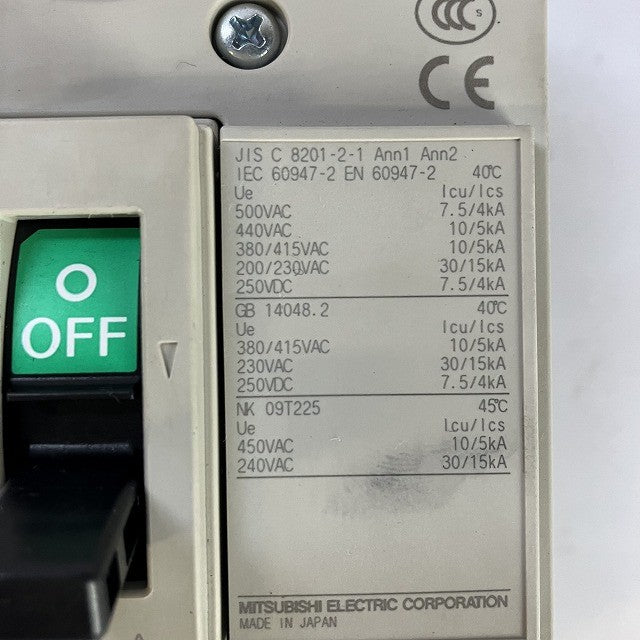 CCC S
CE
O
OFF
JIS C 8201-2-1 Ann1 Ann2
IEC 60947-2 EN 60947-2 40℃
Ue Icu/Ics
500VAC 7.5/4kA
440VAC 10/5kA
380/415VAC 10/5kA
200/230VAC 30/15kA
250VDC 7.5/4kA
GB 14048.2 40℃
Ue Icu/Ics
380/415VAC 10/5kA
230VAC 30/15kA
250VDC 7.5/4kA
NK 09T225 45℃
Ue Icu/Ics
450VAC 10/5kA
240VAC 30/15kA
MITSUBISHI ELECTRIC CORPORATION
MADE IN JAPAN